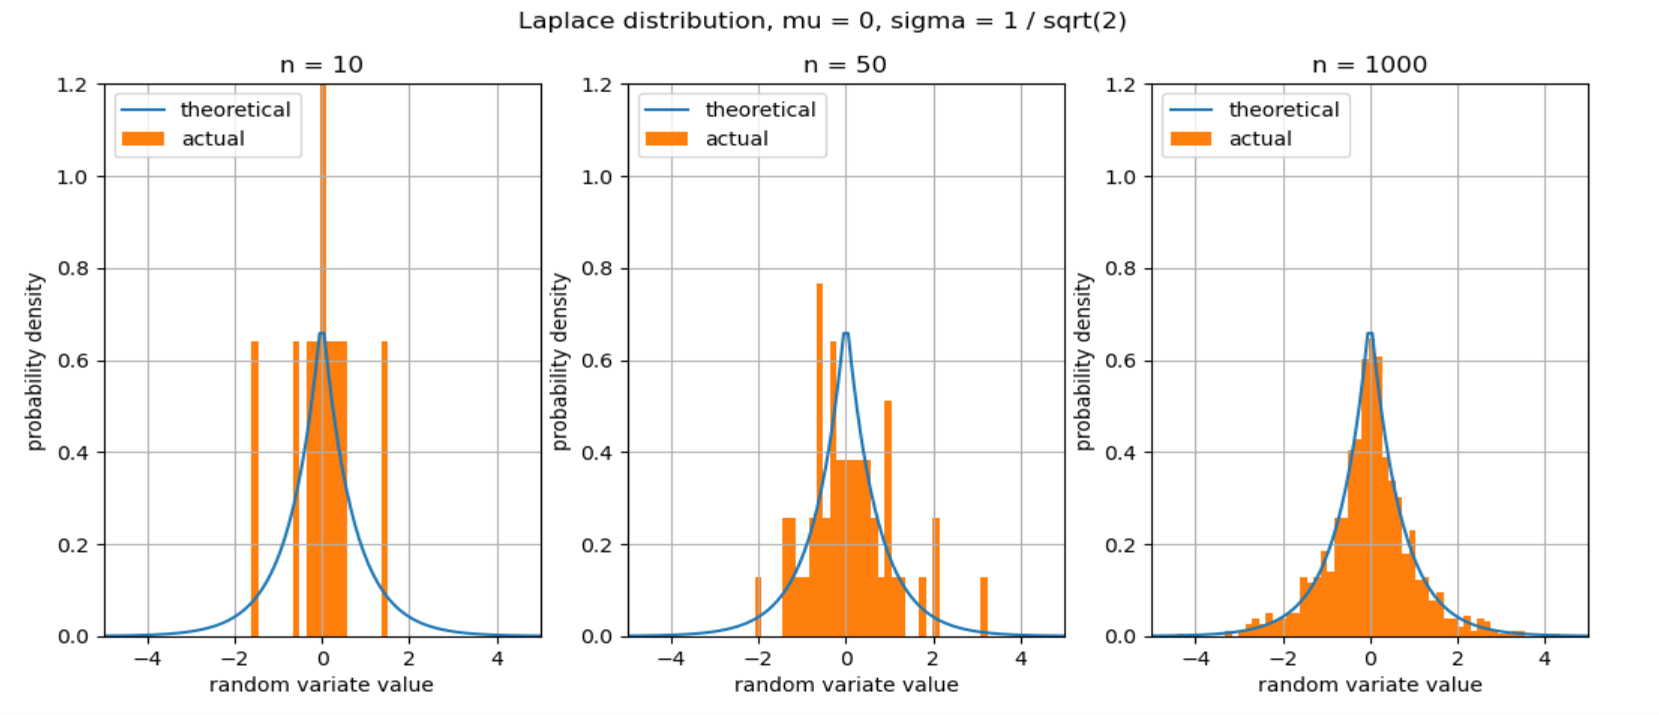 Laplace distribution, mu = 0, sigma = 1 / sqrt(2)
n = 10
1.2
1.0
0.8
0.6
0.4
0.2
0.0
probability density
theoretical
actual
−4 −2 0 2 4
random variate value
n = 50
1.2
1.0
0.8
0.6
0.4
0.2
0.0
probability density
theoretical
actual
−4 −2 0 2 4
random variate value
n = 1000
1.2
1.0
0.8
0.6
0.4
0.2
0.0
probability density
theoretical
actual
−4 −2 0 2 4
random variate value